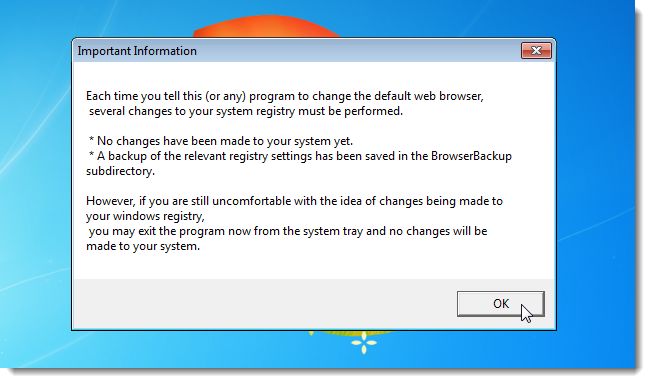 Important Information
Each time you tell this (or any) program to change the default web browser,
several changes to your system registry must be performed.
* No changes have been made to your system yet.
* A backup of the relevant registry settings has been saved in the BrowserBackup
subdirectory.
However, if you are still uncomfortable with the idea of changes being made to
your windows registry,
you may exit the program now from the system tray and no changes will be
made to your system.
OK